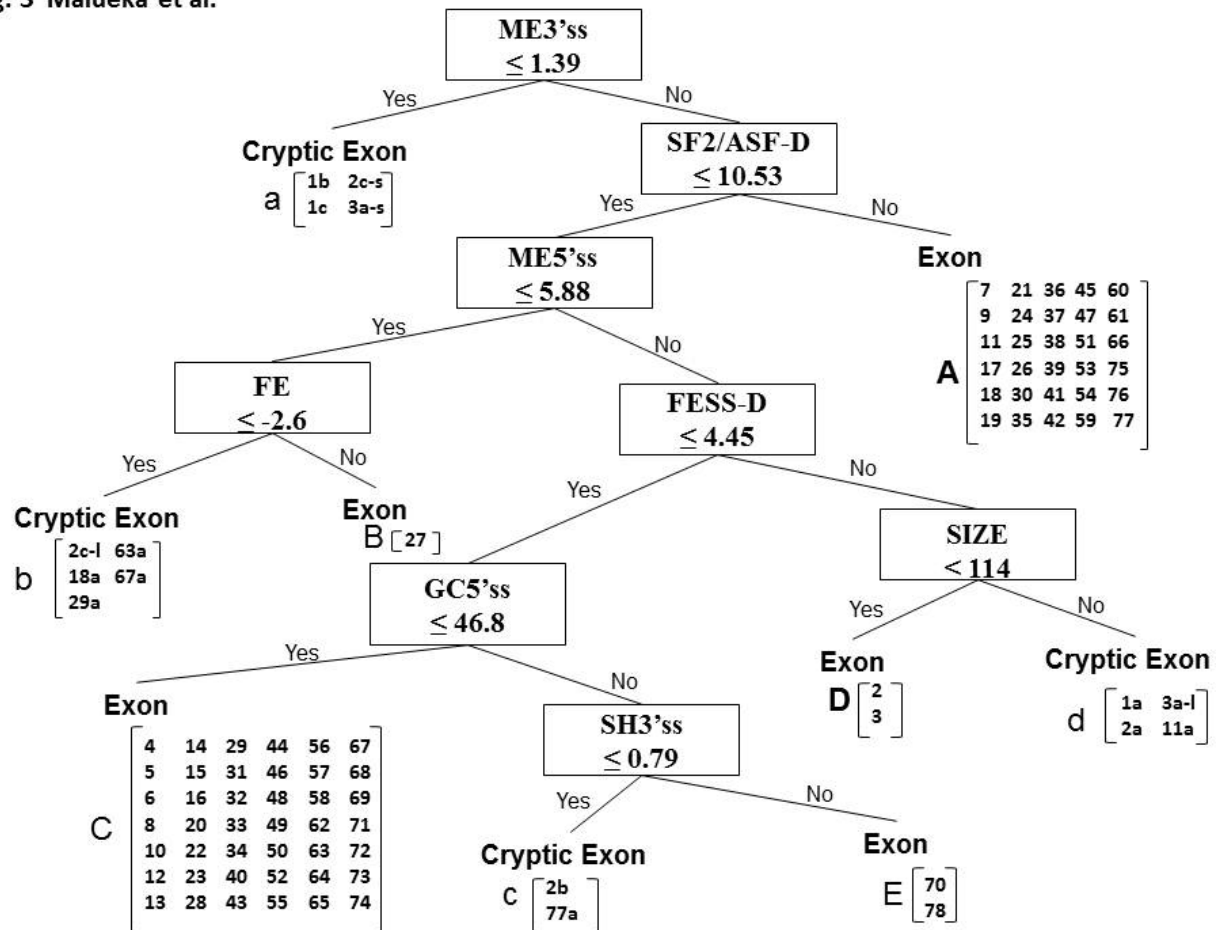 g. 3 Malueka et al.
ME3’ss
≤ 1.39
Yes
No
Cryptic Exon
a
1b 2c-s
1c 3a-s
SF2/ASF-D
≤ 10.53
Yes
No
Exon
A
7 21 36 45 60
9 24 37 47 61
11 25 38 51 66
17 26 39 53 75
18 30 41 54 76
19 35 42 59 77
ME5’ss
≤ 5.88
Yes
No
FE
≤ -2.6
Yes
No
Cryptic Exon
b
2c-l 63a
18a 67a
29a
Exon
B [27]
FESS-D
≤ 4.45
Yes
No
GC5’ss
≤ 46.8
Yes
No
SIZE
< 114
Yes
No
Exon
D
2
3
Cryptic Exon
d
1a 3a-l
2a 11a
Exon
C
4 14 29 44 56 67
5 15 31 46 57 68
6 16 32 48 58 69
8 20 33 49 62 71
10 22 34 50 63 72
12 23 40 52 64 73
13 28 43 55 65 74
SH3’ss
≤ 0.79
Yes
No
Cryptic Exon
c
2b
77a
Exon
E
70
78